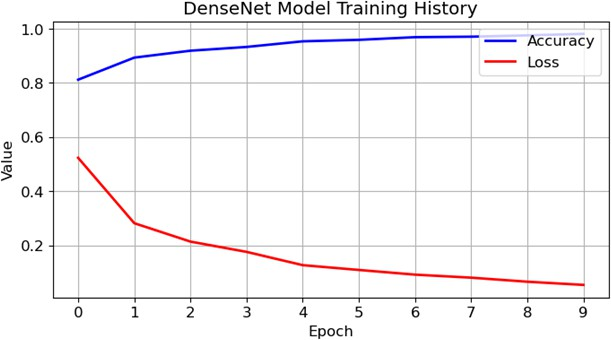 DenseNet Model Training History
1.0
0.8
0.6
0.4
0.2
Value
Accuracy
Loss
0 1 2 3 4 5 6 7 8 9
Epoch